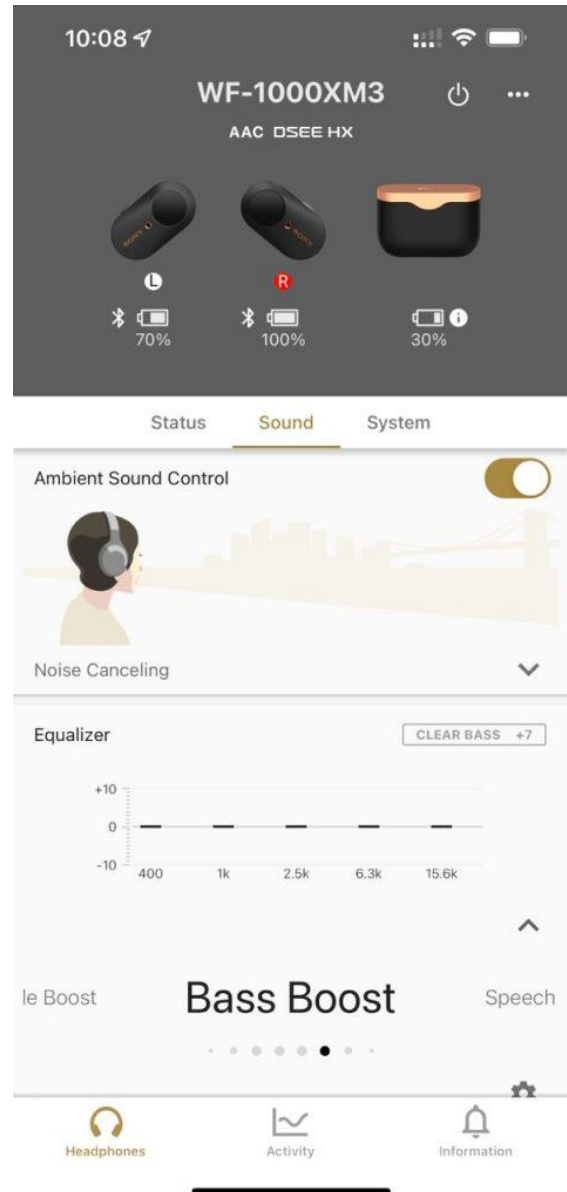 10:08
WF-1000XM3
AAC DSEE HX
SONY SONY
L R
70% 100% 30%
Status Sound System
Ambient Sound Control
Noise Canceling
Equalizer CLEAR BASS +7
+10
0
-10
400 1k 2.5k 6.3k 15.6k
le Boost Bass Boost Speech
Headphones Activity Information